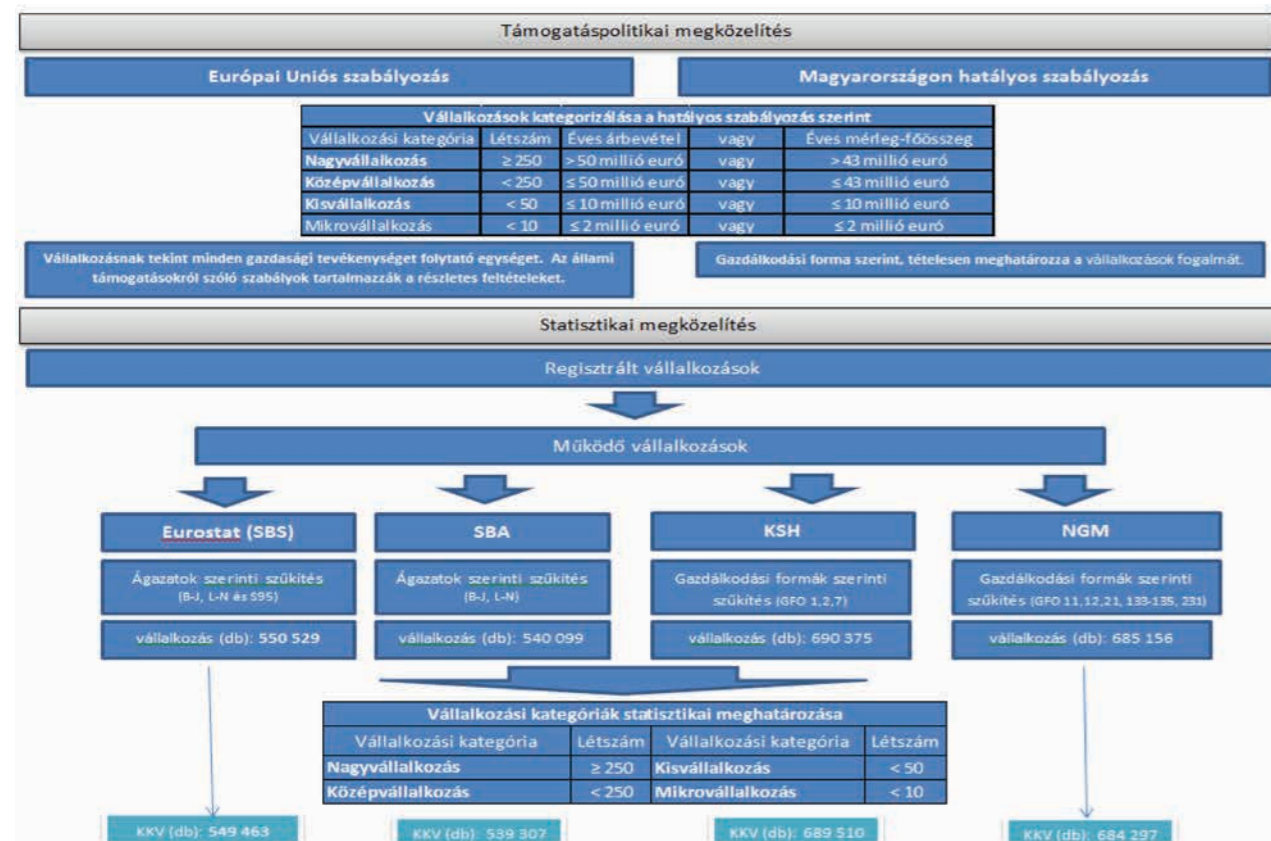 Támogatáspolitikai megközelítés
Európai Uniós szabályozás
Magyarországon hatályos szabályozás
Vállalkozások kategorizálása a hatályos szabályozás szerint
Vállalkozási kategória Létszám Éves árbevétel vagy Éves mérleg-főösszeg
Nagyvállalkozás ≥ 250 > 50 millió euró vagy > 43 millió euró
Középvállalkozás < 250 ≤ 50 millió euró vagy ≤ 43 millió euró
Kisvállalkozás < 50 ≤ 10 millió euró vagy ≤ 10 millió euró
Mikrovállalkozás < 10 ≤ 2 millió euró vagy ≤ 2 millió euró
Vállalkozásnak tekint minden gazdasági tevékenységet folytató egységet. Az állami
támogatásokról szóló szabályok tartalmazzák a részletes feltételeket.
Gazdálkodási forma szerint, tételesen meghatározza a vállalkozások fogalmát.
Statisztikai megközelítés
Regisztrált vállalkozások
Működő vállalkozások
Eurostat (SBS)
Ágazatok szerinti szűkítés
(B-J, L-N és S95)
vállalkozás (db): 550 529
SBA
Ágazatok szerinti szűkítés
(B-J, L-N)
vállalkozás (db): 540 099
KSH
Gazdálkodási formák szerinti
szűkítés (GFO 1,2,7)
vállalkozás (db): 690 375
NGM
Gazdálkodási formák szerinti
szűkítés (GFO 11,12,21, 133-135, 231)
vállalkozás (db): 685 156
Vállalkozási kategóriák statisztikai meghatározása
Vállalkozási kategória Létszám Vállalkozási kategória Létszám
Nagyvállalkozás ≥ 250 Kisvállalkozás < 50
Középvállalkozás < 250 Mikrovállalkozás < 10
KKV (db): 549 463
KKV (db): 539 307
KKV (db): 689 510
KKV (db): 684 297